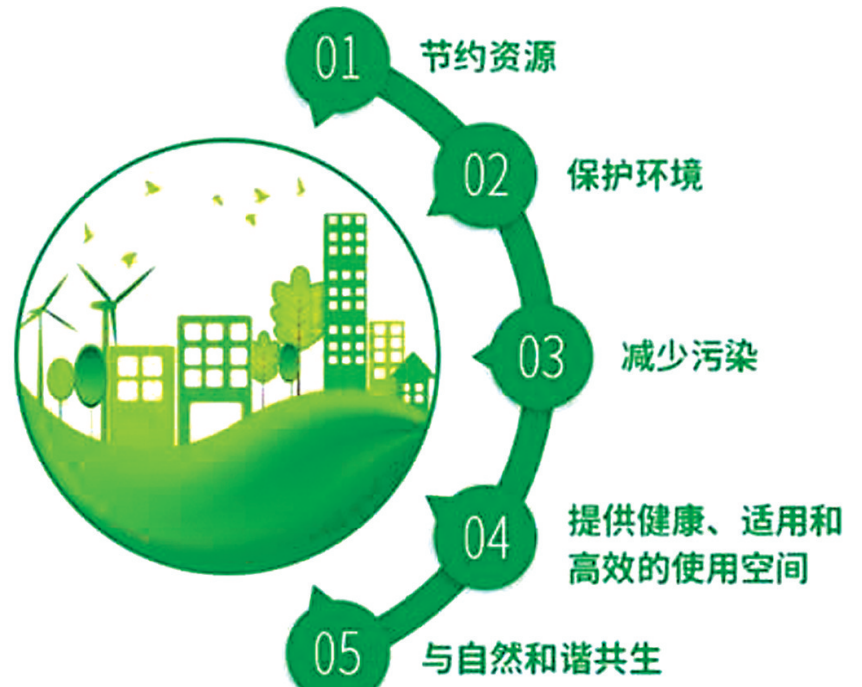 01
节约资源
02
保护环境
03
减少污染
04
提供健康、适用和
高效的使用空间
05
与自然和谐共生